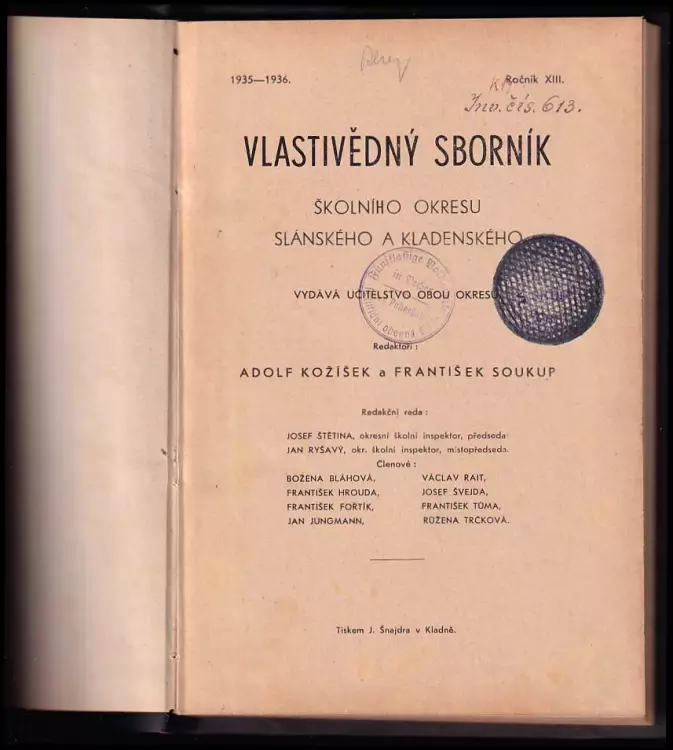 1935—1936.
Ročník XIII.
Inv. čís. 613.
VLASTIVĚDNÝ SBORNÍK
ŠKOLNÍHO OKRESU
SLÁNSKÉHO A KLADENSKÉHO
VYDÁVÁ UČITELSTVO OBOU OKRESŮ
Redaktoři:
ADOLF KOŽÍŠEK a FRANTIŠEK SOUKUP
Redakční rada:
JOSEF ŠTĚTINA, okresní školní inspektor, předseda
JAN RYŠAVÝ, okr. školní inspektor, místopředseda.
Členové:
BOŽENA BLÁHOVÁ, VÁCLAV RAIT,
FRANTIŠEK HROUDA, JOSEF ŠVEJDA,
FRANTIŠEK FOŘTÍK, FRANTIŠEK TŮMA,
JAN JUNGMANN, RŮŽENA TRČKOVÁ.
Tiskem J. Šnajdra v Kladně.